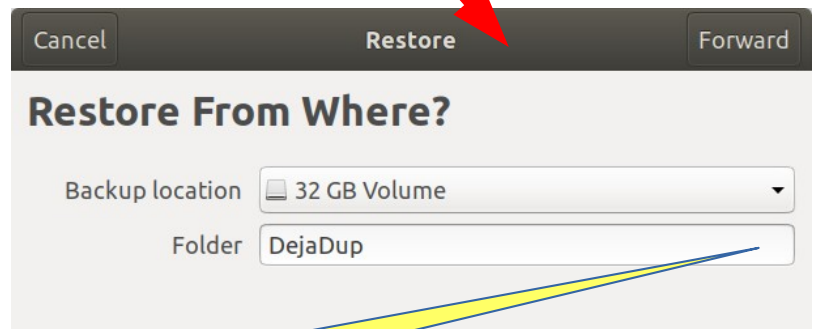 Cancel Restore Forward
Restore From Where?
Backup location 32 GB Volume
Folder DejaDup